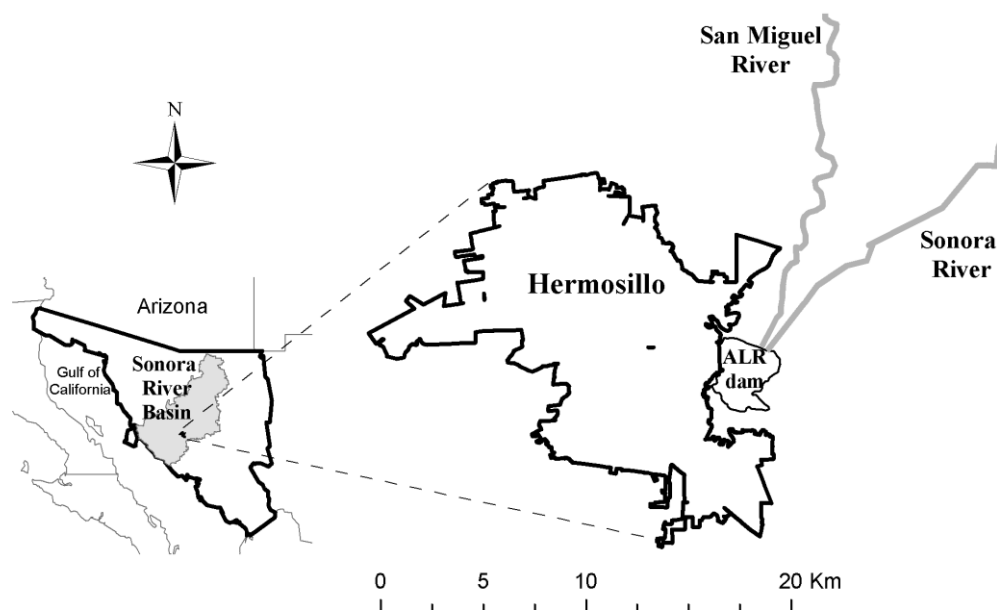 San Miguel
River
N
Sonora
River
Hermosillo
Arizona
ALR
dam
Sonora
River
Basin
Gulf of
California
0 5 10 20 Km